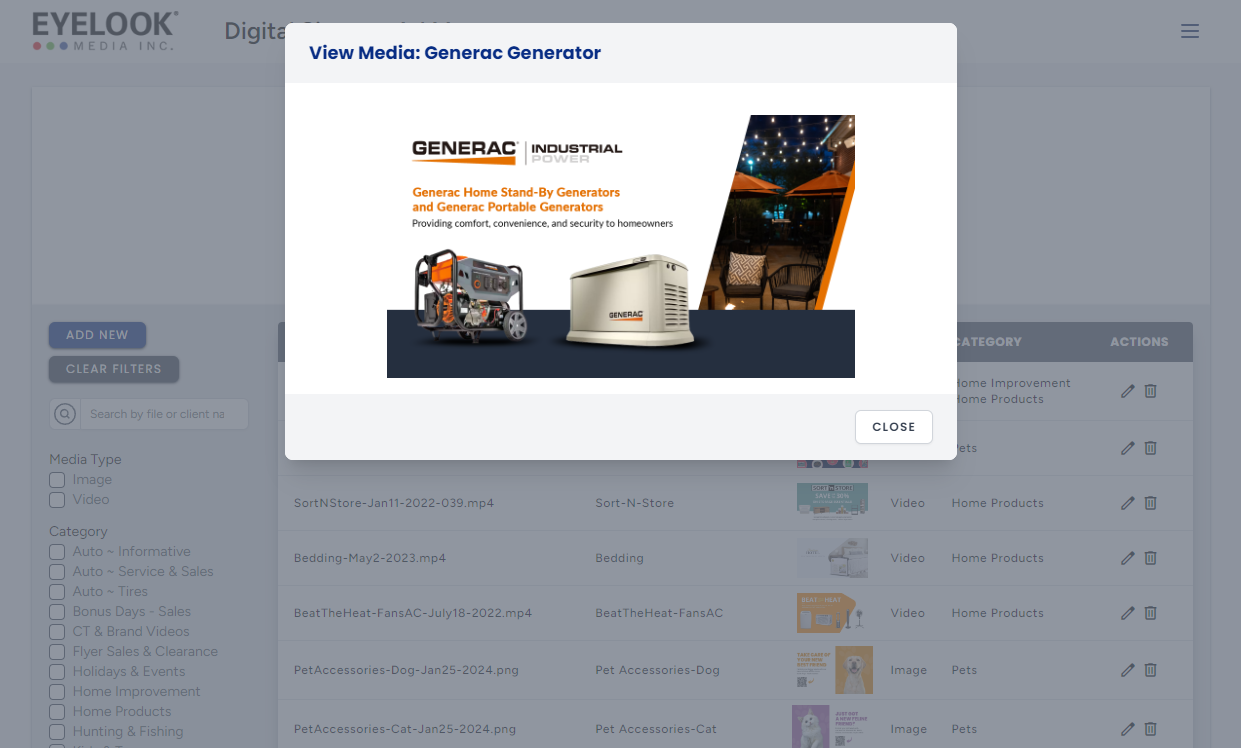 EYELOOK
MEDIA INC.
Digital
View Media: Generac Generator
GENERAC
INDUSTRIAL
POWER
Generac Home Stand-By Generators
and Generac Portable Generators
Providing comfort, convenience, and security to homeowners
GENERAC
CLOSE
ADD NEW
CLEAR FILTERS
Search by file or client na
Media Type
Image
Video
Category
Auto ~ Informative
Auto ~ Service & Sales
Auto ~ Tires
Bonus Days - Sales
CT & Brand Videos
Flyer Sales & Clearance
Holidays & Events
Home Improvement
Home Products
Hunting & Fishing
CATEGORY ACTIONS
Home Improvement
Home Products
Pets
SortNStore-Jan11-2022-039.mp4 Sort-N-Store Video Home Products
Bedding-May2-2023.mp4 Bedding Video Home Products
BeatTheHeat-FansAC-July18-2022.mp4 BeatTheHeat-FansAC Video Home Products
PetAccessories-Dog-Jan25-2024.png Pet Accessories-Dog Image Pets
PetAccessories-Cat-Jan25-2024.png Pet Accessories-Cat Image Pets